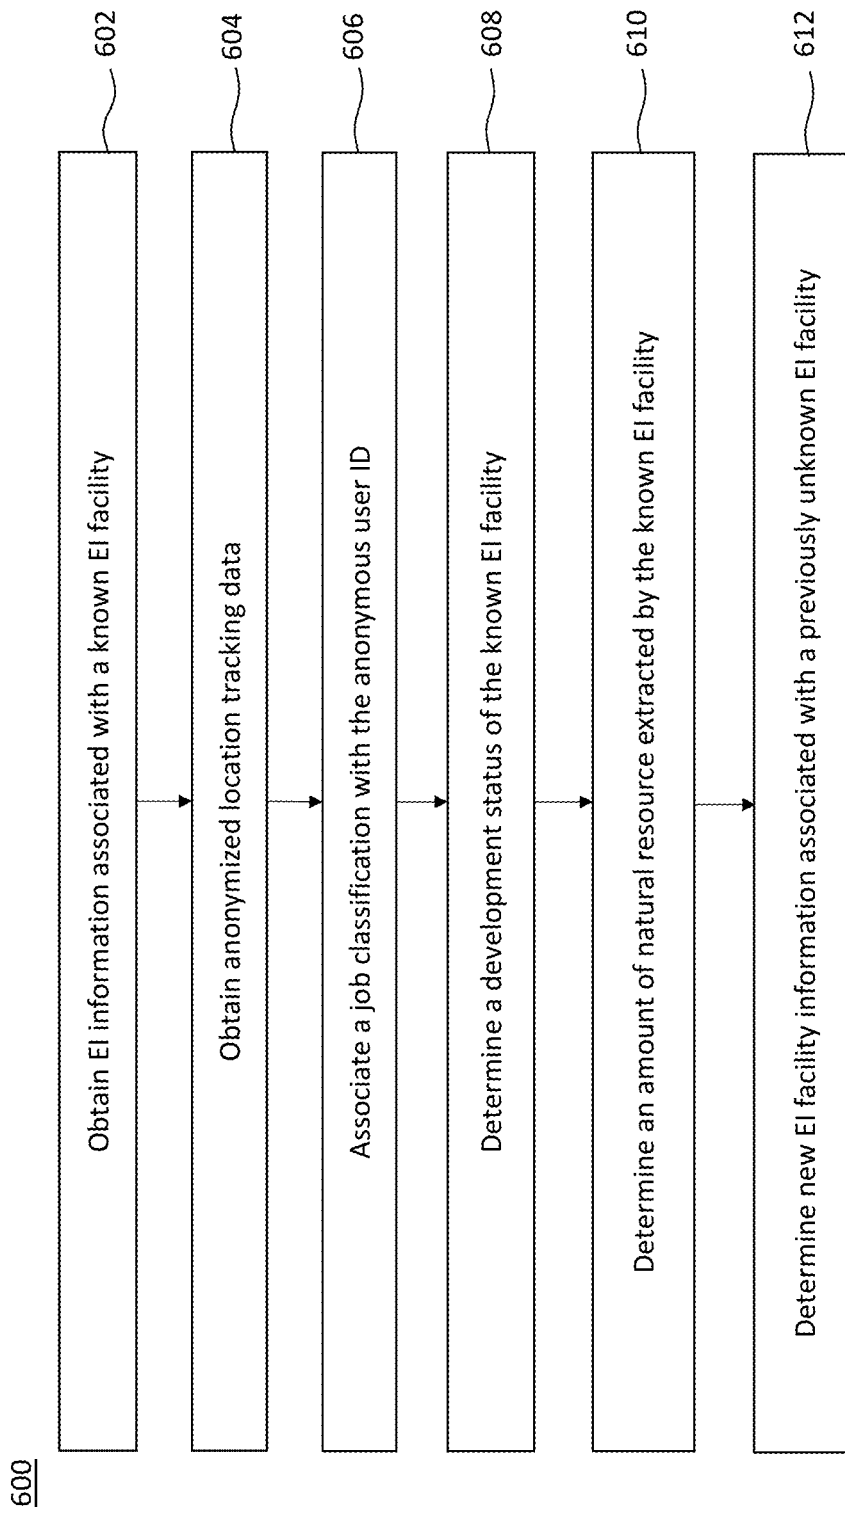 600
Obtain EI information associated with a known EI facility
602
Obtain anonymized location tracking data
604
Associate a job classification with the anonymous user ID
606
Determine a development status of the known EI facility
608
Determine an amount of natural resource extracted by the known EI facility
610
Determine new EI facility information associated with a previously unknown EI facility
612